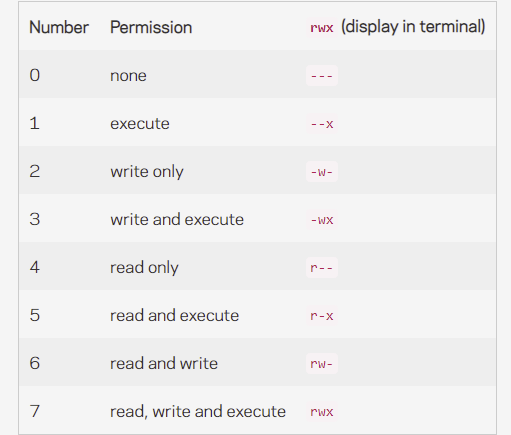 Number Permission rwx (display in terminal)
0 none ---
1 execute --x
2 write only -w-
3 write and execute -wx
4 read only r--
5 read and execute r-x
6 read and write rw-
7 read, write and execute rwx